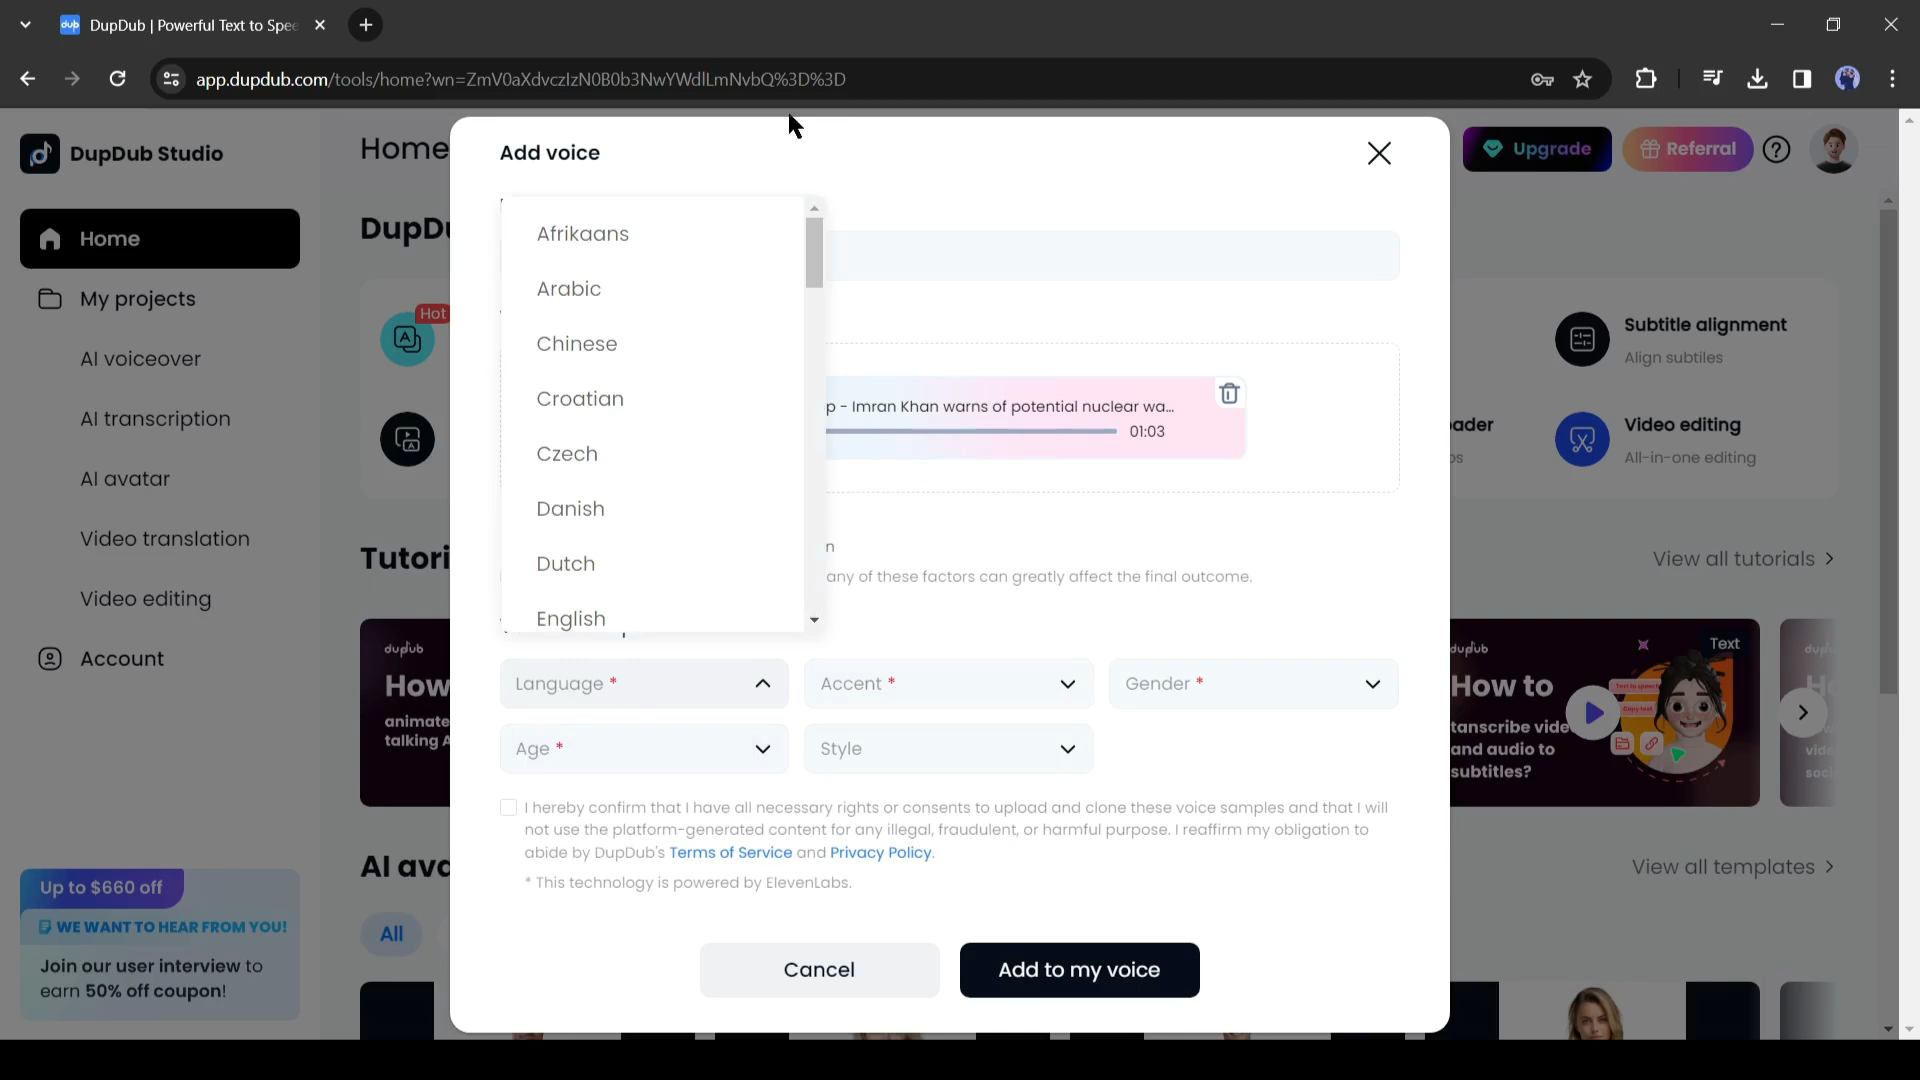 DupDub | Powerful Text to Spee
app.dupdub.com/tools/home?wn=ZmV0aXdvczIzN0B0b3NwYWdlLmNvbQ%3D%3D
DupDub Studio
Home
My projects
AI voiceover
AI transcription
AI avatar
Video translation
Video editing
Account
Up to $660 off
WE WANT TO HEAR FROM YOU!
Join our user interview to
earn 50% off coupon!
Home
Upgrade
Referral
Hot
Subtitle alignment
Align subtiles
Video editing
All-in-one editing
View all tutorials
dupdub
How
animate
talking A
dupdub
Text
How to
tanscribe vide
and audio to
subtitles?
View all templates
All
Add voice
Afrikaans
Arabic
Chinese
Croatian
Czech
Danish
Dutch
English
p - Imran Khan warns of potential nuclear wa...
01:03
any of these factors can greatly affect the final outcome.
Language *
Accent *
Gender *
Age *
Style
I hereby confirm that I have all necessary rights or consents to upload and clone these voice samples and that I will
not use the platform-generated content for any illegal, fraudulent, or harmful purpose. I reaffirm my obligation to
abide by DupDub's Terms of Service and Privacy Policy.
* This technology is powered by ElevenLabs.
Cancel
Add to my voice